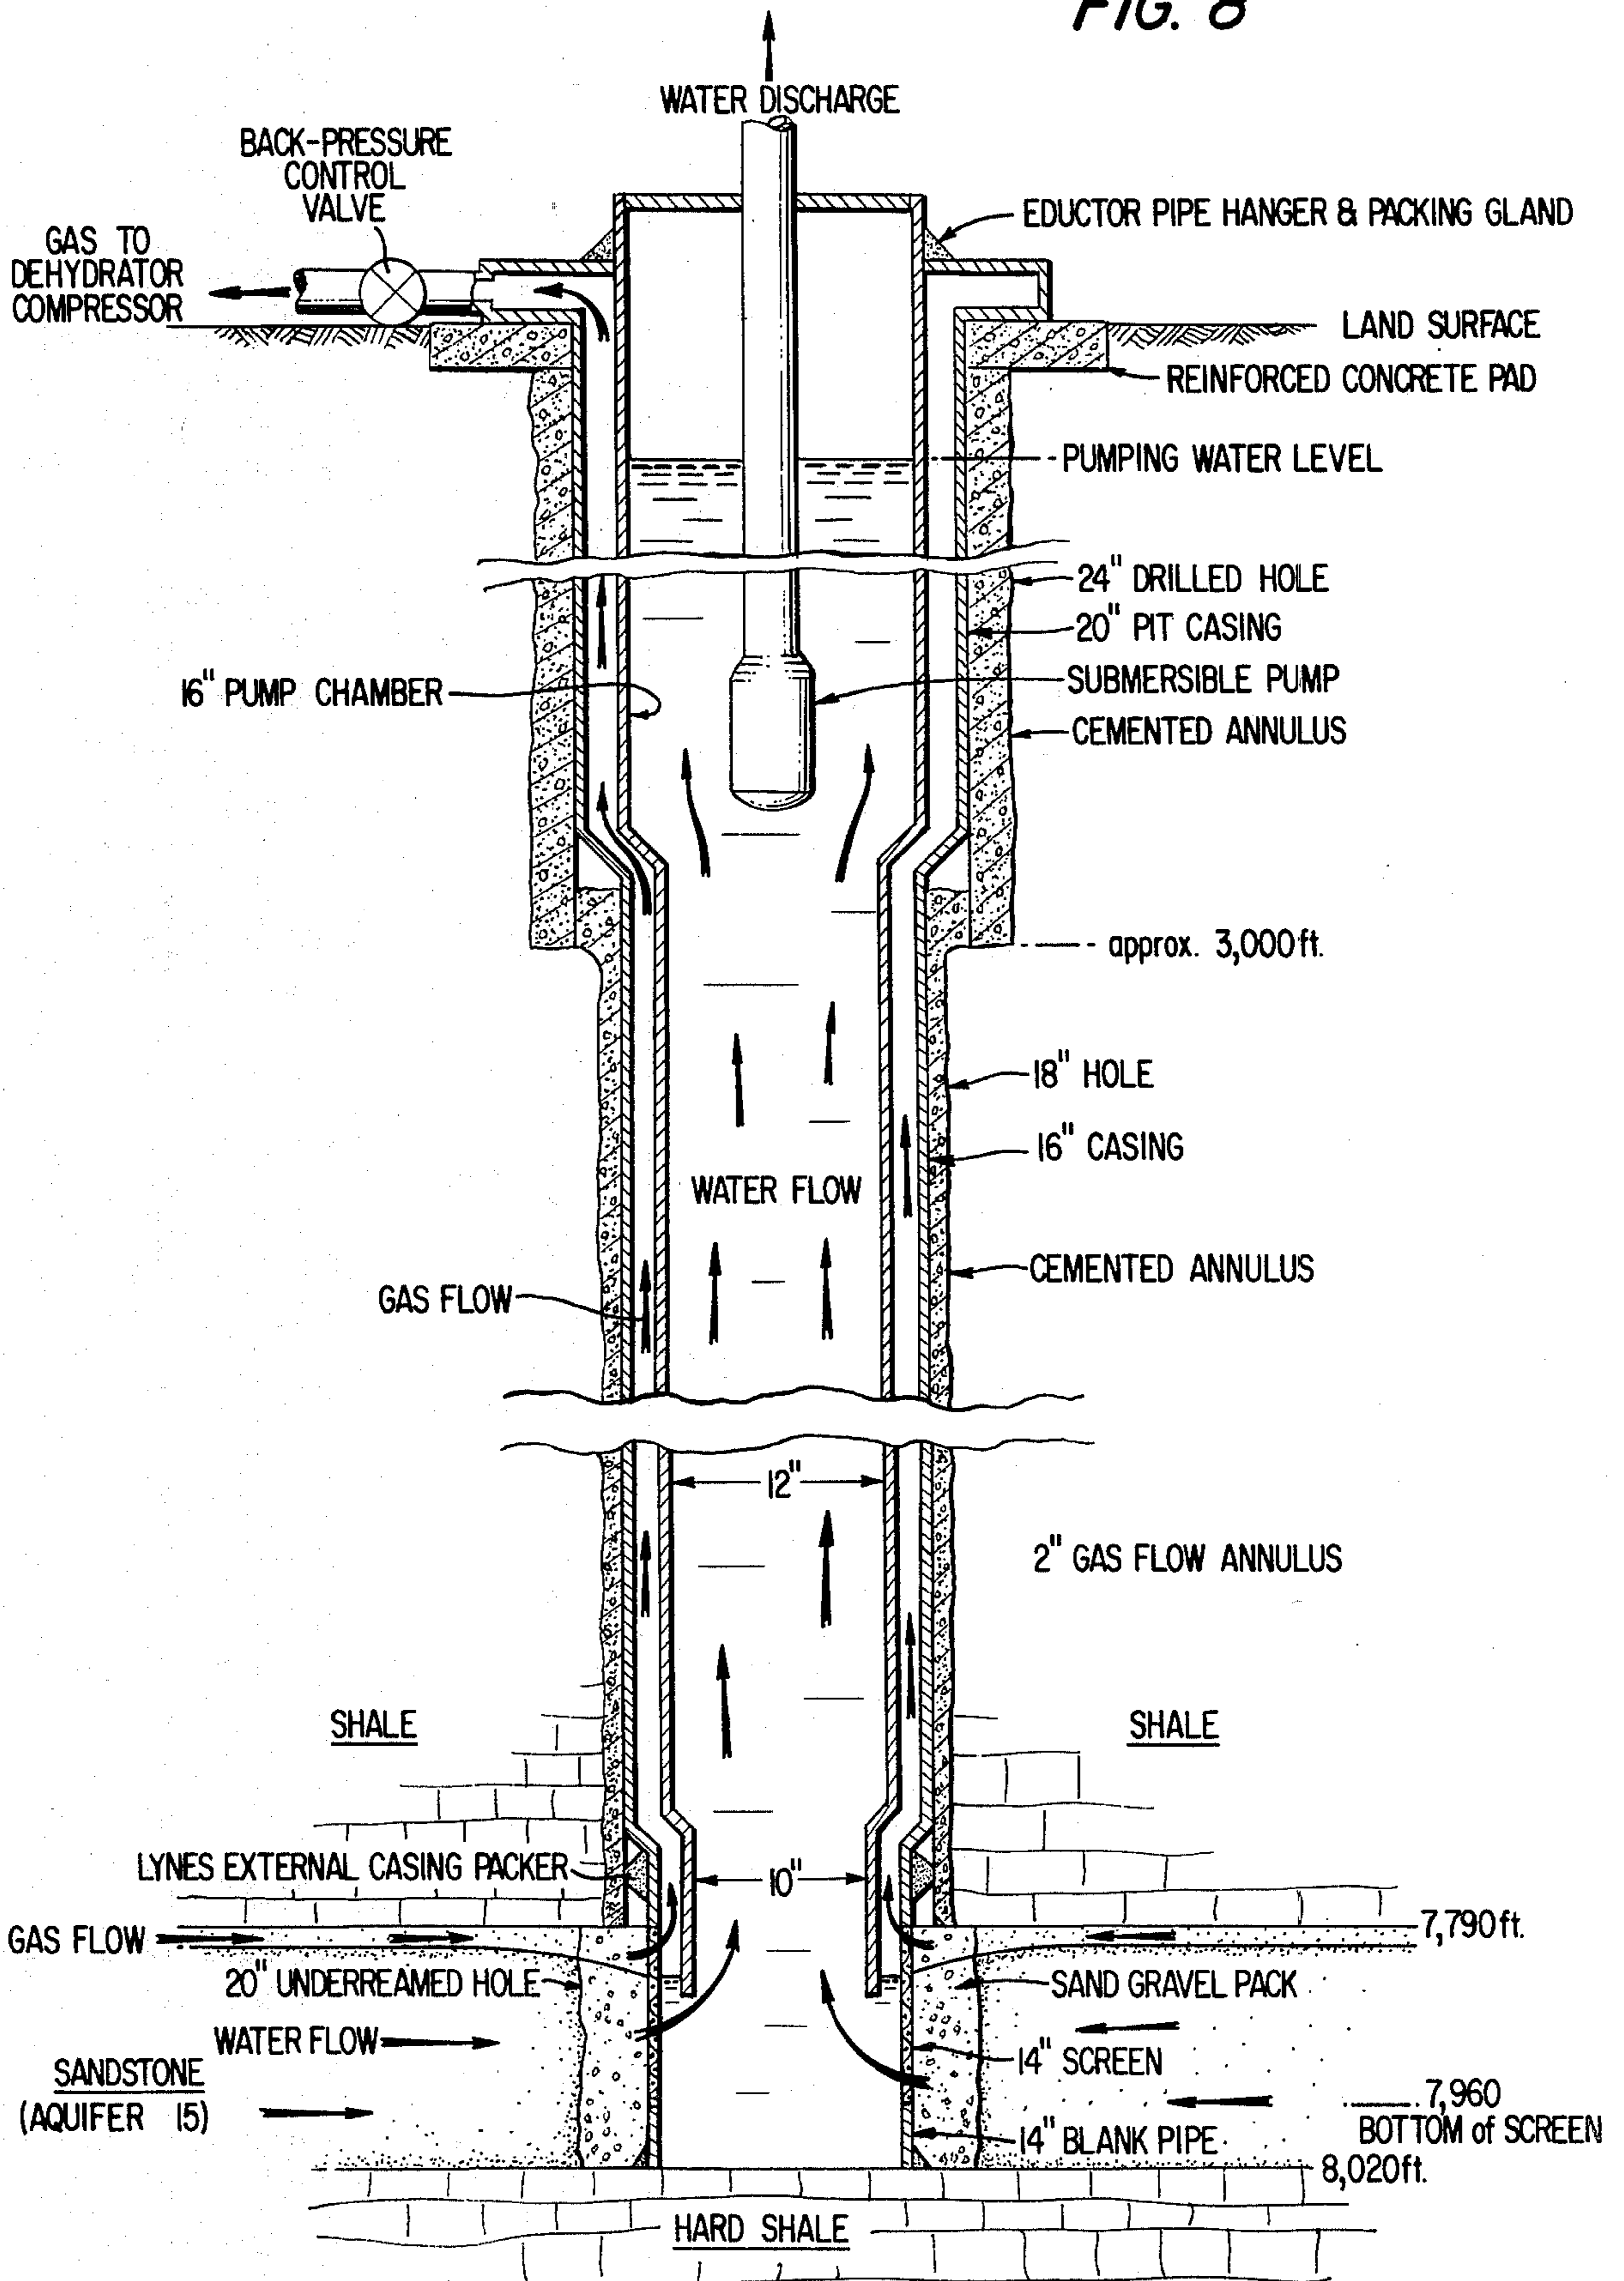 FIG. 8
WATER DISCHARGE
BACK-PRESSURE
CONTROL
VALVE
GAS TO
DEHYDRATOR
COMPRESSOR
EDUCTOR PIPE HANGER & PACKING GLAND
LAND SURFACE
REINFORCED CONCRETE PAD
PUMPING WATER LEVEL
24" DRILLED HOLE
20" PIT CASING
16" PUMP CHAMBER
SUBMERSIBLE PUMP
CEMENTED ANNULUS
approx. 3,000 ft.
18" HOLE
16" CASING
WATER FLOW
CEMENTED ANNULUS
GAS FLOW
12"
2" GAS FLOW ANNULUS
SHALE
SHALE
LYNES EXTERNAL CASING PACKER
10"
GAS FLOW
7,790 ft.
20" UNDERREAMED HOLE
SAND GRAVEL PACK
WATER FLOW
14" SCREEN
SANDSTONE
(AQUIFER 15)
7,960
BOTTOM of SCREEN
14" BLANK PIPE
8,020 ft.
HARD SHALE